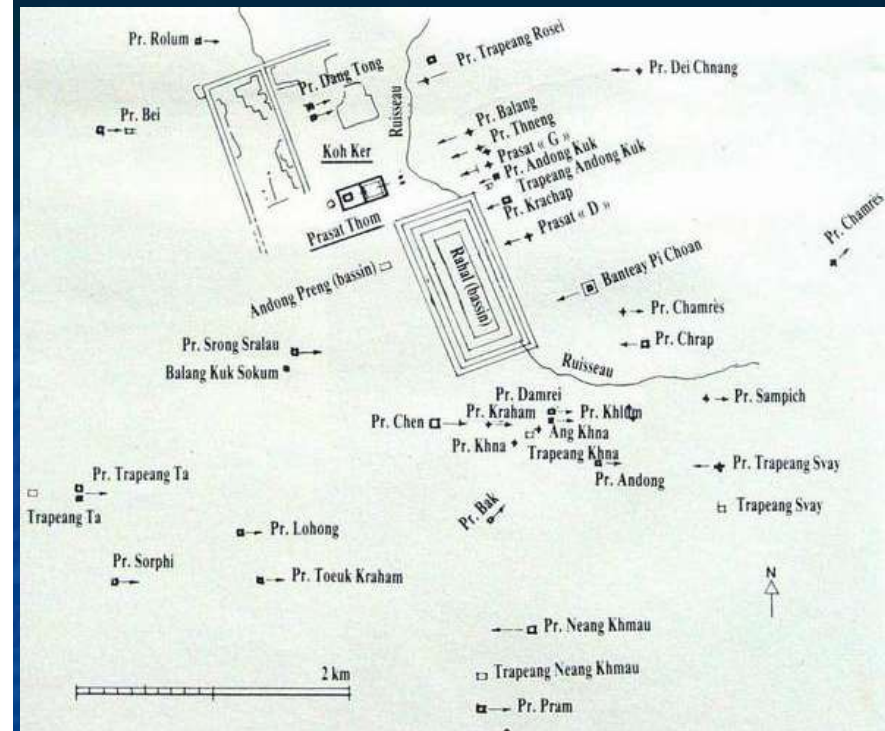 Pr. Rolum
Pr. Trapeang Rosei
Pr. Dei Chnang
Pr. Dang Tong
Pr. Bei
Ruisseau
Pr. Balang
Pr. Thneng
Prasat « G »
Pr. Andong Kuk
Trapeang Andong Kuk
Pr. Krachap
Prasat « D »
Koh Ker
Prasat Thom
Pr. Chamrès
Andong Preng (bassin)
Rahal (bassin)
Banteay Pi Choan
Pr. Chamrès
Pr. Chrap
Pr. Srong Sralau
Balang Kuk Sokum
Ruisseau
Pr. Damrei
Pr. Sampich
Pr. Chen
Pr. Kraham
Pr. Khlum
Ang Khna
Pr. Khna
Trapeang Khna
Pr. Andong
Pr. Trapeang Svay
Pr. Trapeang Ta
Trapeang Ta
Trapeang Svay
Pr. Bak
Pr. Lohong
Pr. Sorphi
Pr. Toeuk Kraham
N
Pr. Neang Khmau
2 km
Trapeang Neang Khmau
Pr. Pram